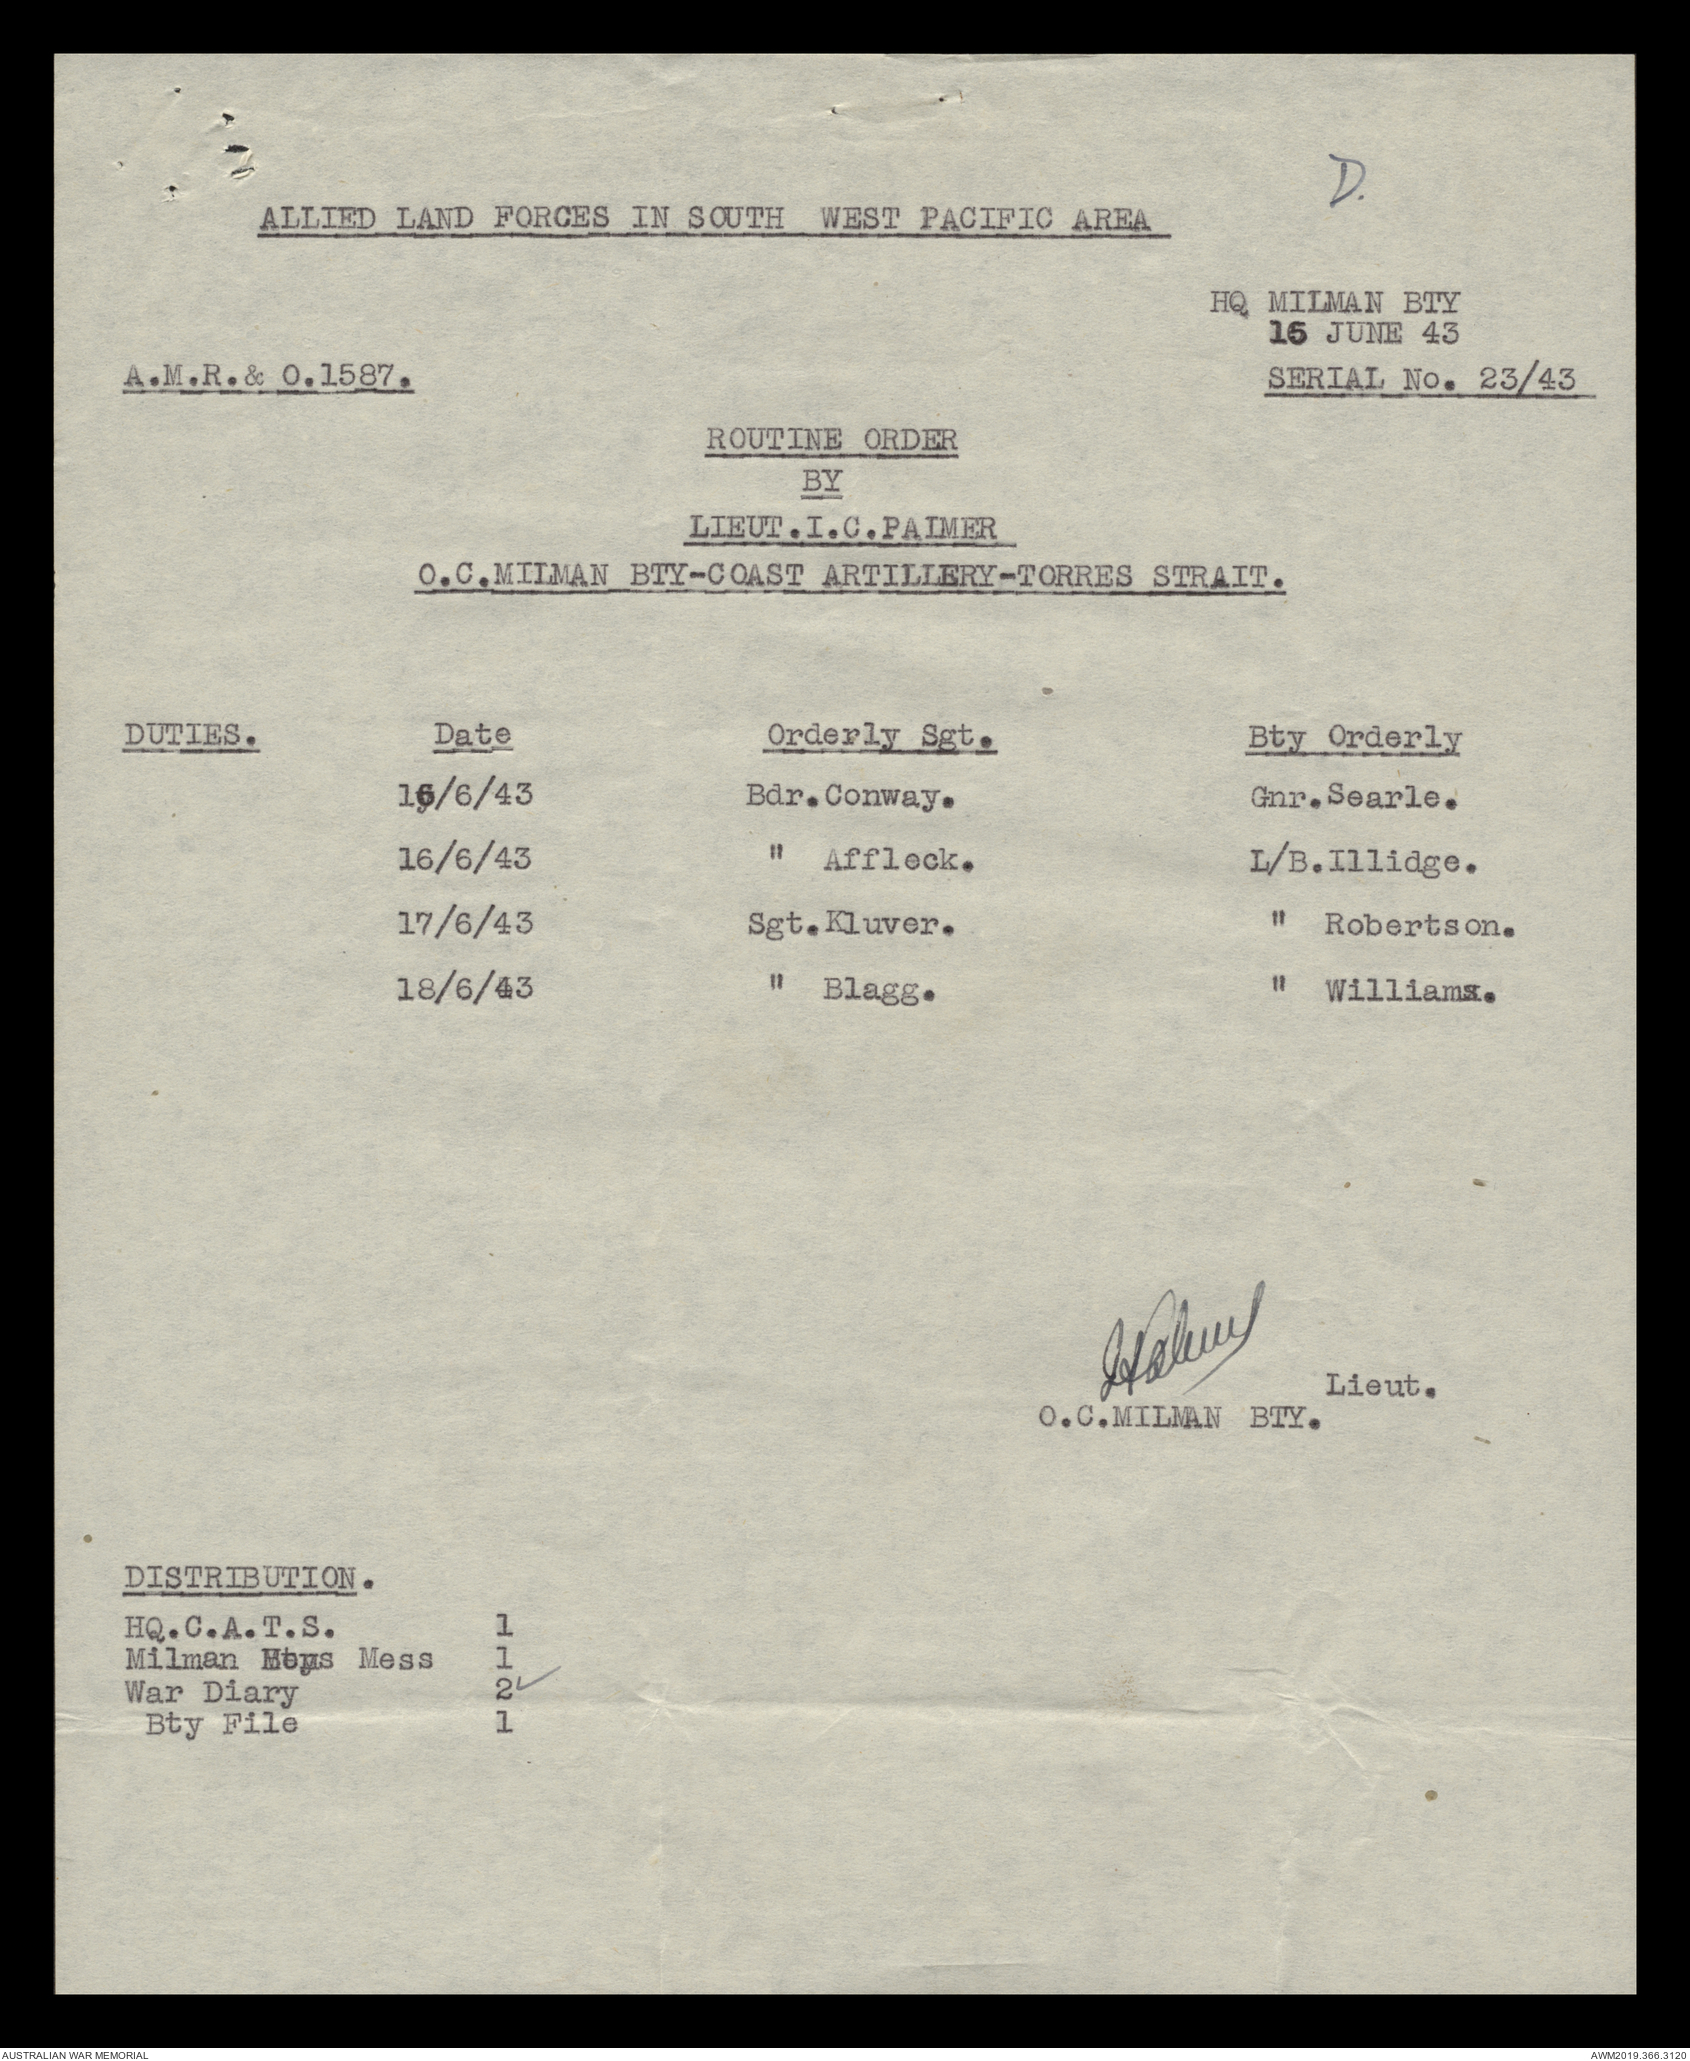 D.
ALLIED LAND FORCES IN SOUTH WEST PACIFIC AREA
HQ MILMAN BTY
16 JUNE 43
A.M.R.& O.1587.
SERIAL No. 23/43
ROUTINE ORDER
BY
LIEUT.I.C.PALMER
O.C.MILMAN BTY-COAST ARTILLERY-TORRES STRAIT.
DUTIES. Date Orderly Sgt. Bty Orderly
/6/43 Bdr.Conway. Gnr.Searle.
16/6/43 " Affleck. L/B.Illidge.
17/6/43 Sgt.Kluver. " Robertson.
18/6/43 " Blagg. " Williams.
Lieut.
O.C.MILMAN BTY.
DISTRIBUTION.
HQ.C.A.T.S. 1
Milman Mess 1
War Diary 2
Bty File 1
AUSTRALIAN WAR MEMORIAL
AWM2019.366.3120